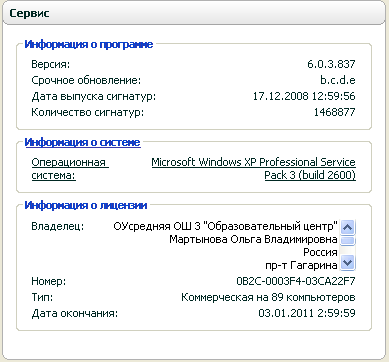 Сервис
Информация о программе
Версия: 6.0.3.837
Срочное обновление: b.c.d.e
Дата выпуска сигнатур: 17.12.2008 12:59:56
Количество сигнатур: 1468877
Информация о системе
Операционная Microsoft Windows XP Professional Service
система: Pack 3 (build 2600)
Информация о лицензии
Владелец: ОУсредняя ОШ 3 "Образовательный центр"
Мартынова Ольга Владимировна
Россия
пр-т Гагарина
Номер: 0B2C-0003F4-03CA22F7
Тип: Коммерческая на 89 компьютеров
Дата окончания: 03.01.2011 2:59:59